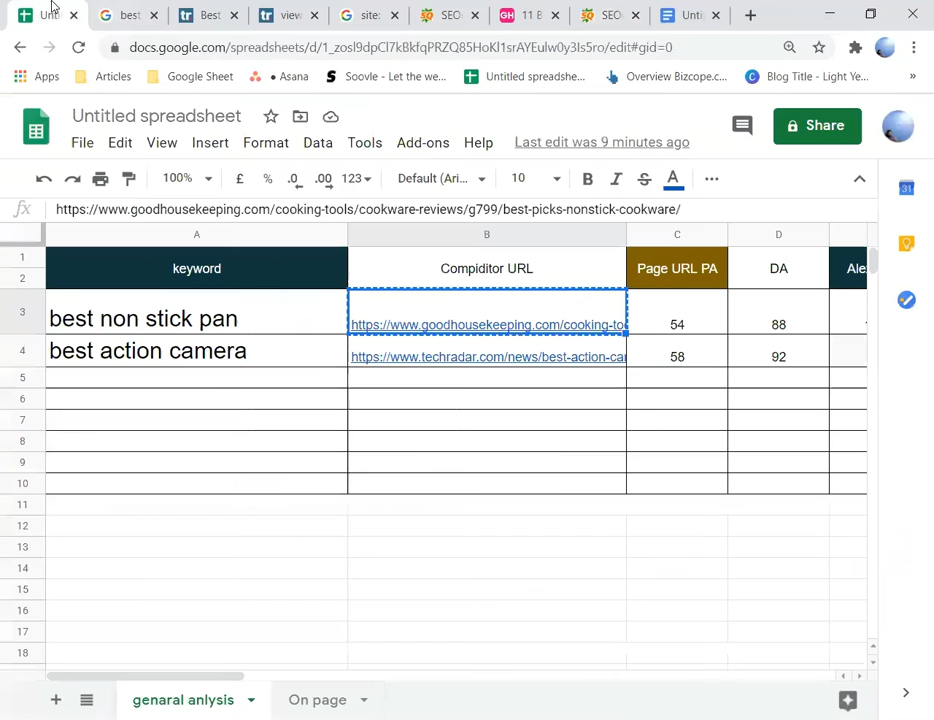 Unti
best
Best
view
site:
SEO
11 B
SEO:
Unti
docs.google.com/spreadsheets/d/1_zosl9dpCl7kBkfqPRZQ85HoKl1srAYEulw0y3Is5ro/edit#gid=0
Apps Articles Google Sheet • Asana Soovle - Let the we... Untitled spreadshe... Overview Bizcope.c... Blog Title - Light Ye... »
Untitled spreadsheet
Share
File Edit View Insert Format Data Tools Add-ons Help Last edit was 9 minutes ago
100% £ % .0 .00 123 Default (Ari... 10 B I S A ...
fx https://www.goodhousekeeping.com/cooking-tools/cookware-reviews/g799/best-picks-nonstick-cookware/
A B C D
1
2
keyword Compiditor URL Page URL PA DA Ale
3 best non stick pan https://www.goodhousekeeping.com/cooking-to 54 88
4 best action camera https://www.techradar.com/news/best-action-ca 58 92
5
6
7
8
9
10
11
12
13
14
15
16
17
18
genaral anlysis On page
31